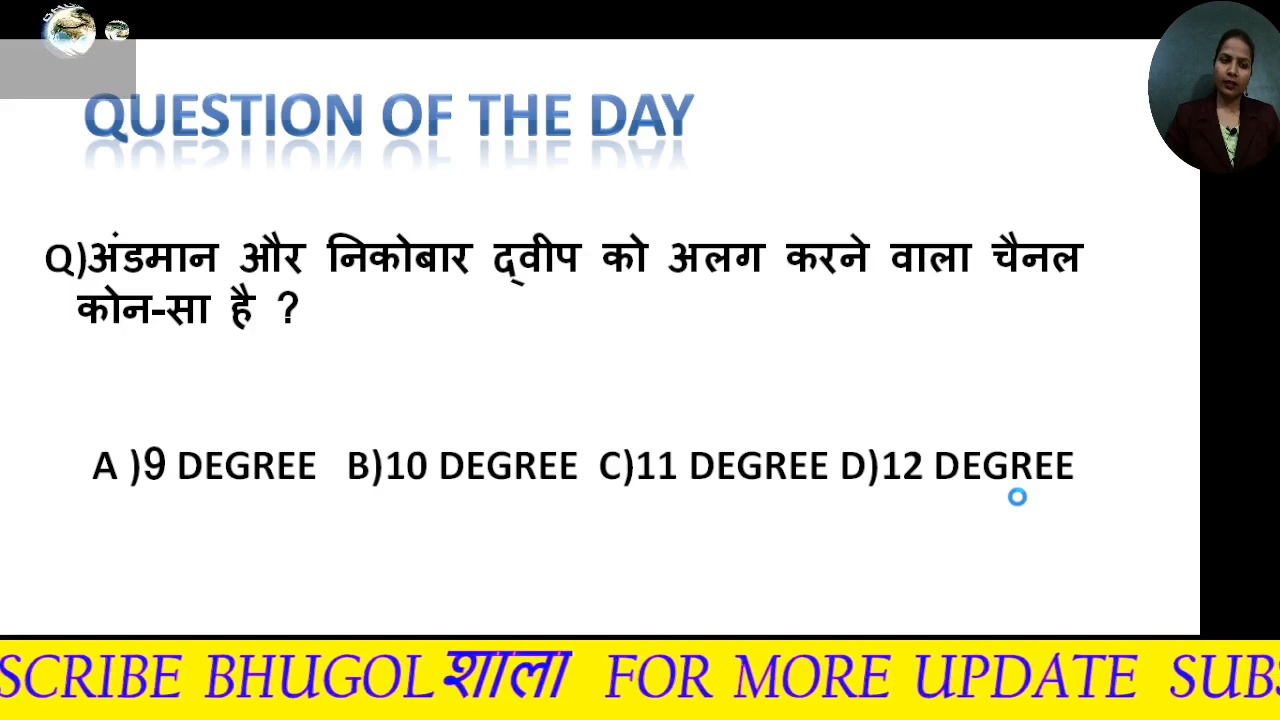 QUESTION OF THE DAY
Q)अंडमान और निकोबार द्वीप को अलग करने वाला चैनल
कोन-सा है ?
A )9 DEGREE B)10 DEGREE C)11 DEGREE D)12 DEGREE
SCRIBE BHUGOLशाला FOR MORE UPDATE SUBS